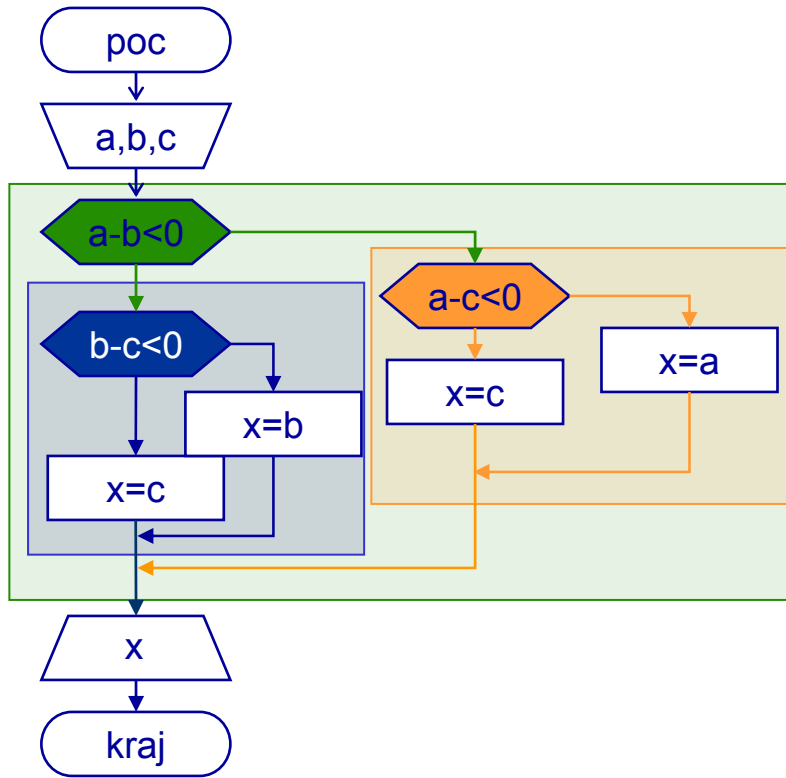 poc
a,b,c
a-b<0
b-c<0
x=b
x=c
a-c<0
x=c
x=a
x
kraj